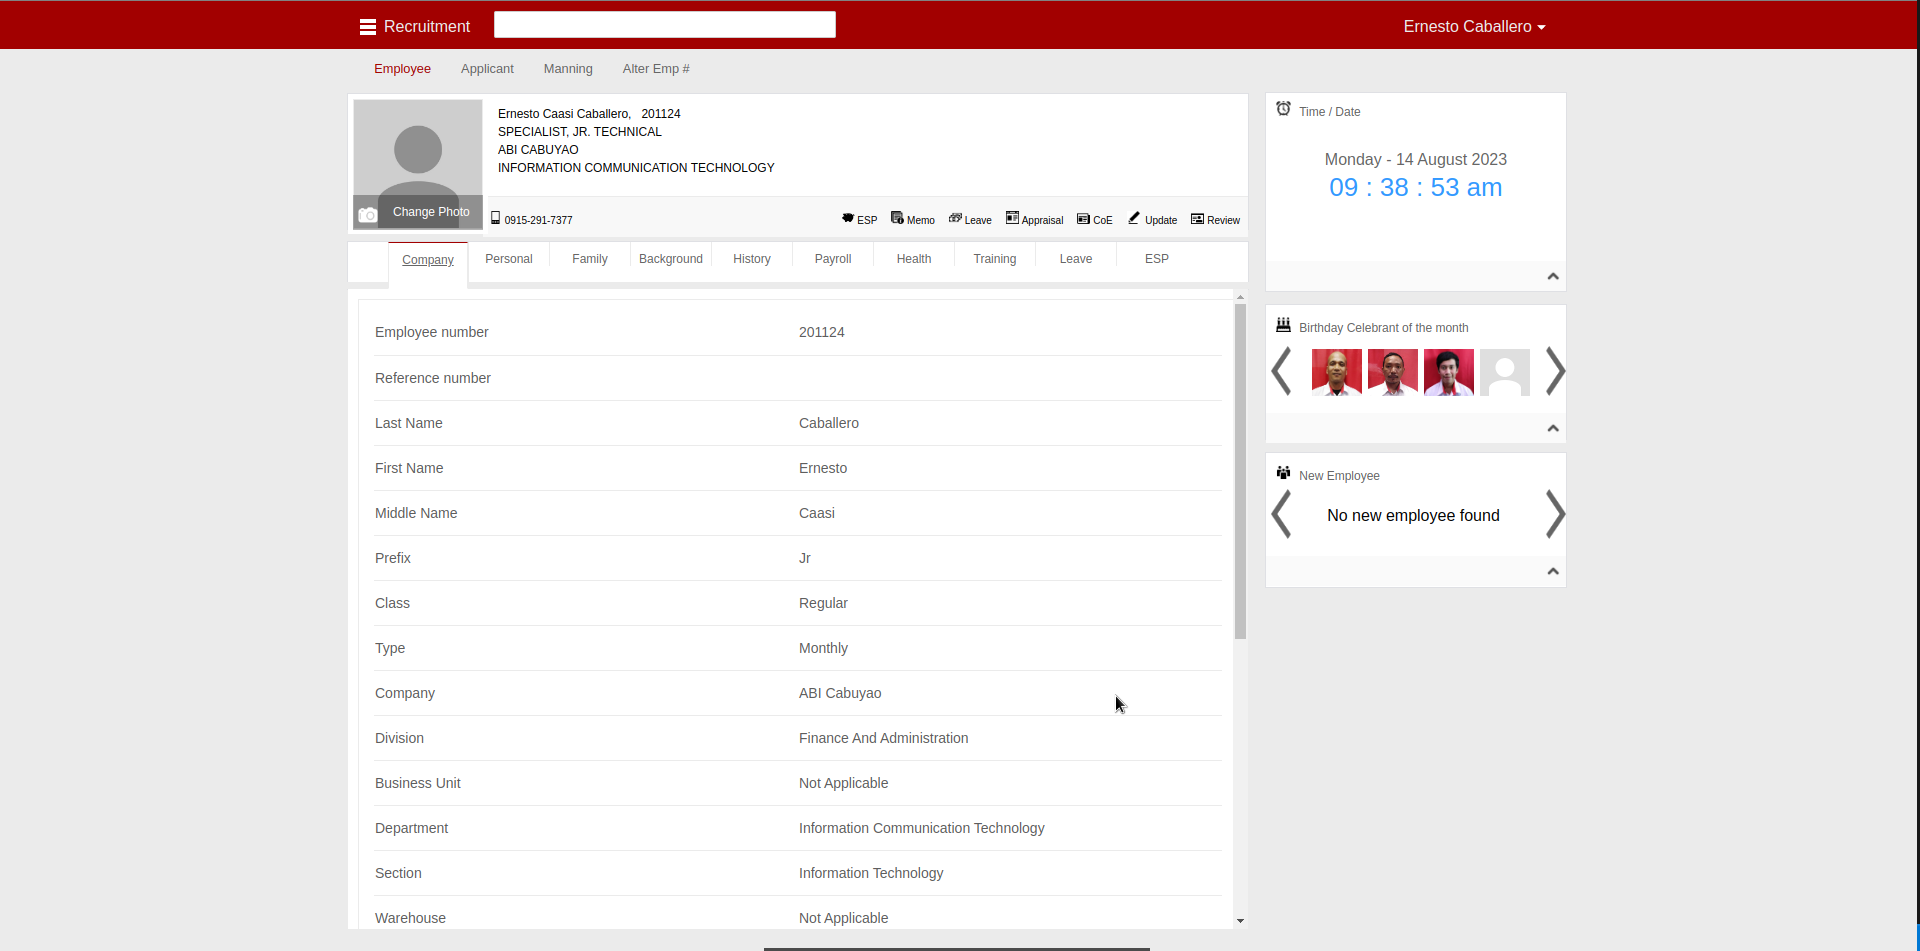 Recruitment
Ernesto Caballero
Employee Applicant Manning Alter Emp #
Ernesto Caasi Caballero, 201124
SPECIALIST, JR. TECHNICAL
ABI CABUYAO
INFORMATION COMMUNICATION TECHNOLOGY
Change Photo
0915-291-7377
ESP Memo Leave Appraisal CoE Update Review
Company Personal Family Background History Payroll Health Training Leave ESP
Employee number 201124
Reference number
Last Name Caballero
First Name Ernesto
Middle Name Caasi
Prefix Jr
Class Regular
Type Monthly
Company ABI Cabuyao
Division Finance And Administration
Business Unit Not Applicable
Department Information Communication Technology
Section Information Technology
Warehouse Not Applicable
Time / Date
Monday - 14 August 2023
09 : 38 : 53 am
Birthday Celebrant of the month
New Employee
No new employee found